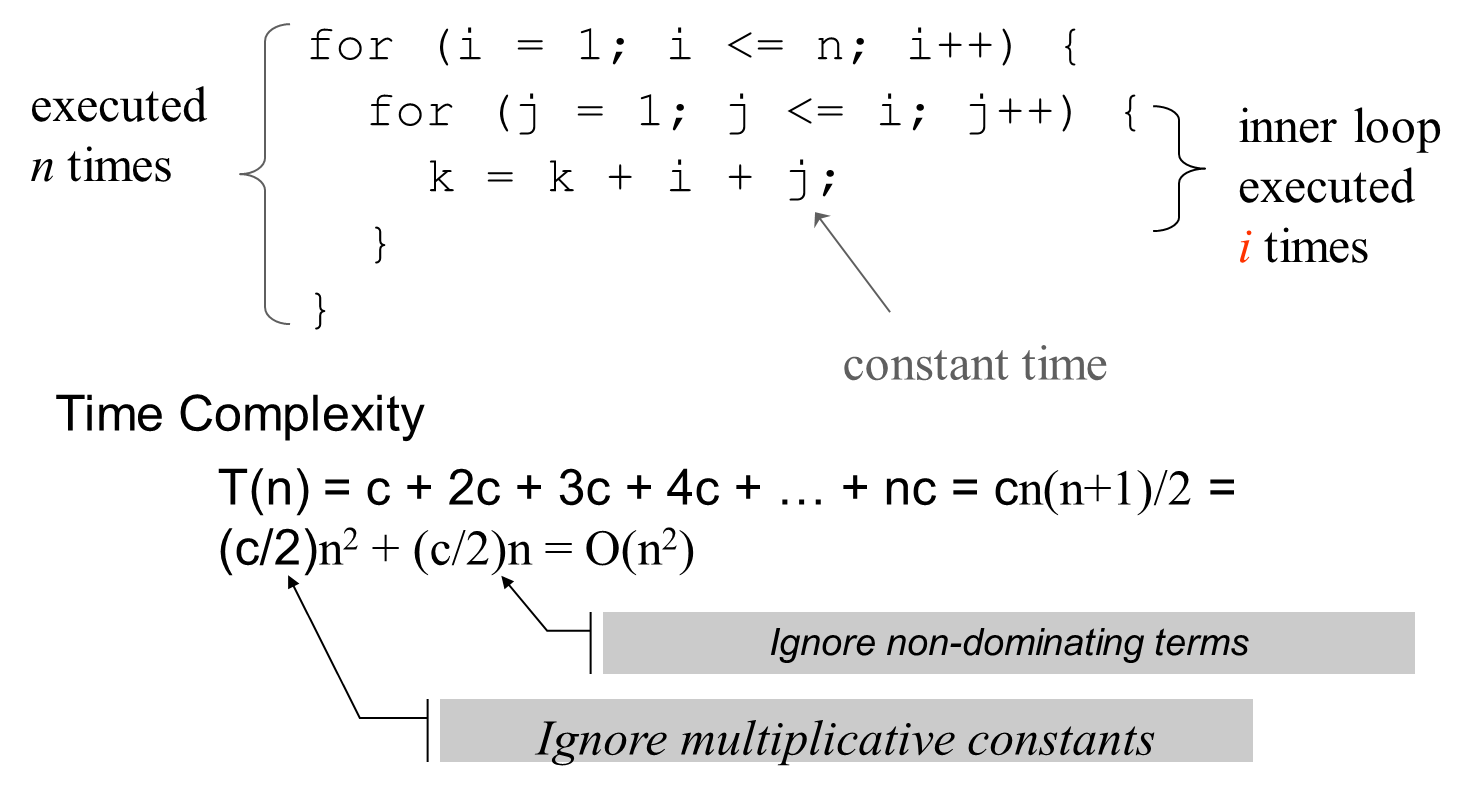 for (i = 1; i <= n; i++) {
executed
n times
for (j = 1; j <= i; j++) {
k = k + i + j;
}
}
inner loop
executed
i times
constant time
Time Complexity
T(n) = c + 2c + 3c + 4c + … + nc = cn(n+1)/2 =
(c/2)n² + (c/2)n = O(n²)
Ignore non-dominating terms
Ignore multiplicative constants